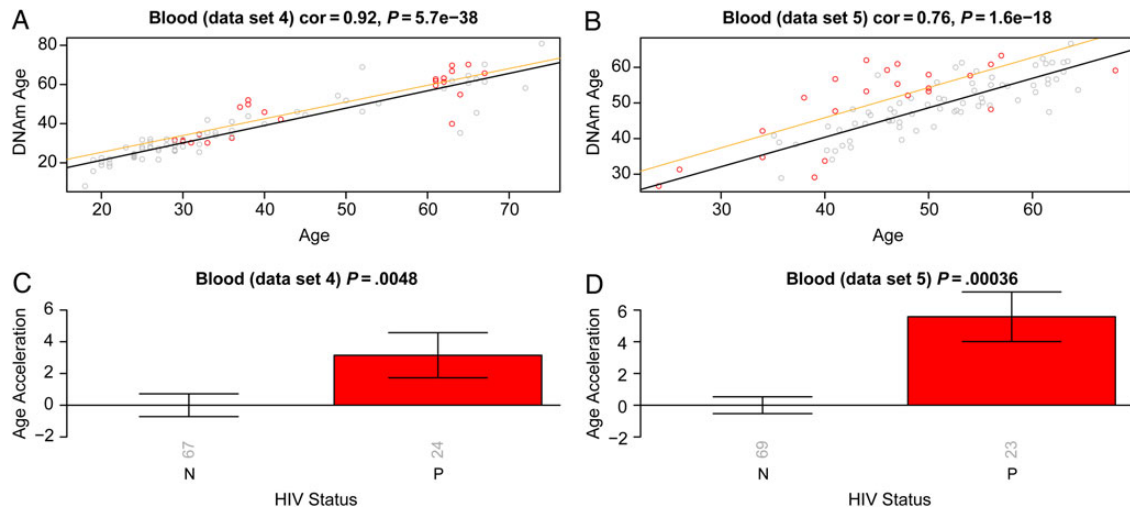 A
Blood (data set 4) cor = 0.92, P = 5.7e−38
DNAm Age
80
60
40
20
20 30 40 50 60 70
Age
B
Blood (data set 5) cor = 0.76, P = 1.6e−18
DNAm Age
60
50
40
30
30 40 50 60
Age
C
Blood (data set 4) P = .0048
Age Acceleration
6
4
2
0
−2
67 24
N P
HIV Status
D
Blood (data set 5) P = .00036
Age Acceleration
6
4
2
0
−2
69 23
N P
HIV Status